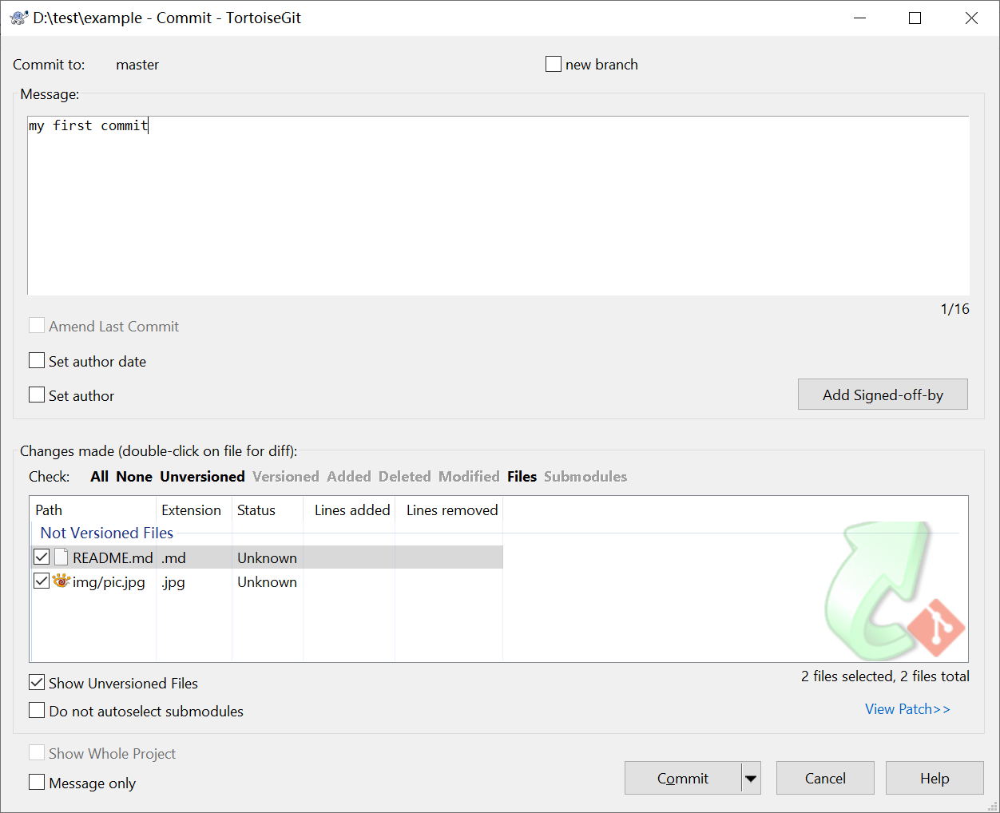 D:\test\example - Commit - TortoiseGit
Commit to: master new branch
Message:
my first commit
1/16
Amend Last Commit
Set author date
Set author
Add Signed-off-by
Changes made (double-click on file for diff):
Check: All None Unversioned Versioned Added Deleted Modified Files Submodules
Path Extension Status Lines added Lines removed
Not Versioned Files
README.md .md Unknown
img/pic.jpg .jpg Unknown
Show Unversioned Files
2 files selected, 2 files total
Do not autoselect submodules
View Patch>>
Show Whole Project
Message only
Commit Cancel Help